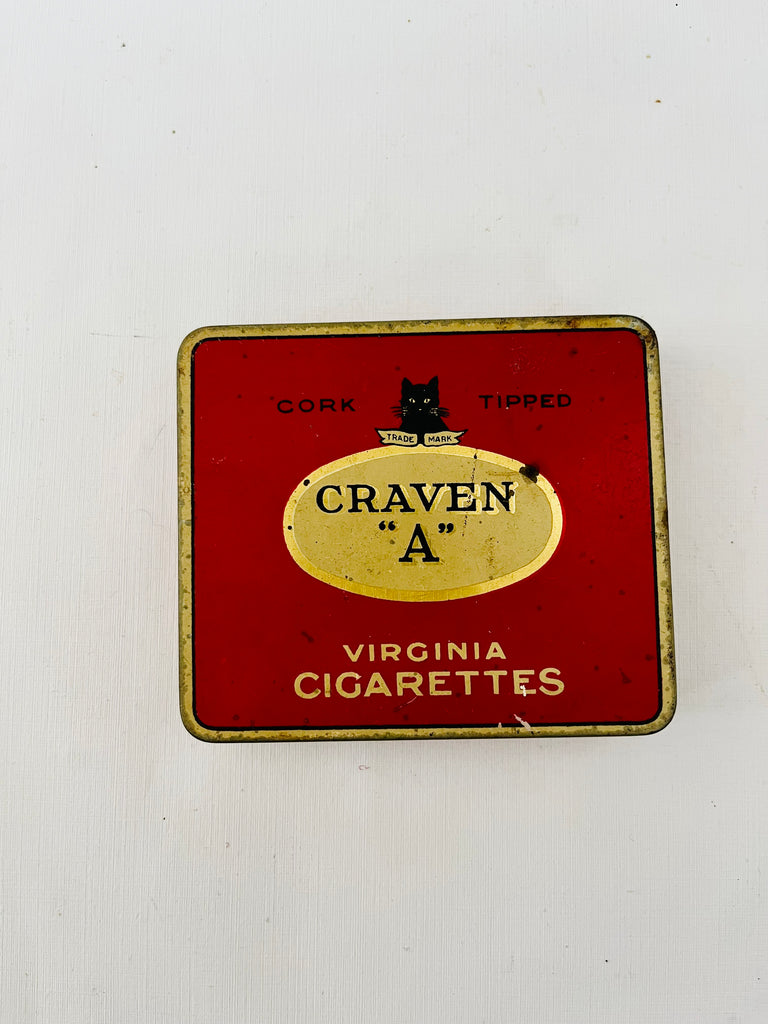 CORK TIPPED
TRADE MARK
CRAVEN
“A”
VIRGINIA
CIGARETTES